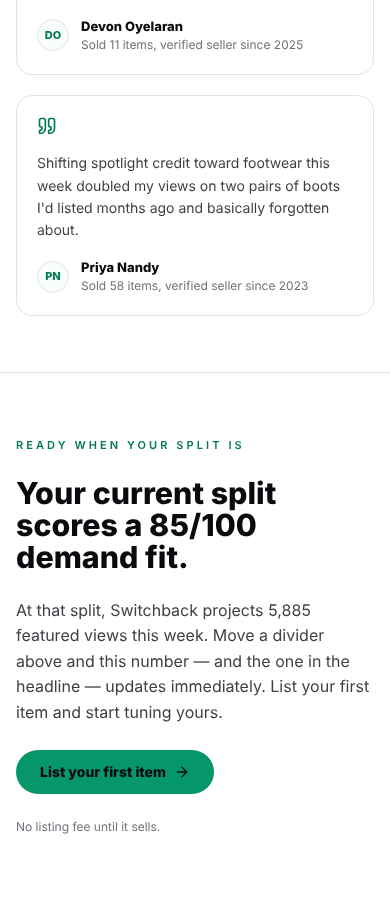 DO
Devon Oyelaran
Sold 11 items, verified seller since 2025
Shifting spotlight credit toward footwear this
week doubled my views on two pairs of boots
I'd listed months ago and basically forgotten
about.
PN
Priya Nandy
Sold 58 items, verified seller since 2023
READY WHEN YOUR SPLIT IS
Your current split
scores a 85/100
demand fit.
At that split, Switchback projects 5,885
featured views this week. Move a divider
above and this number — and the one in the
headline — updates immediately. List your first
item and start tuning yours.
List your first item →
No listing fee until it sells.